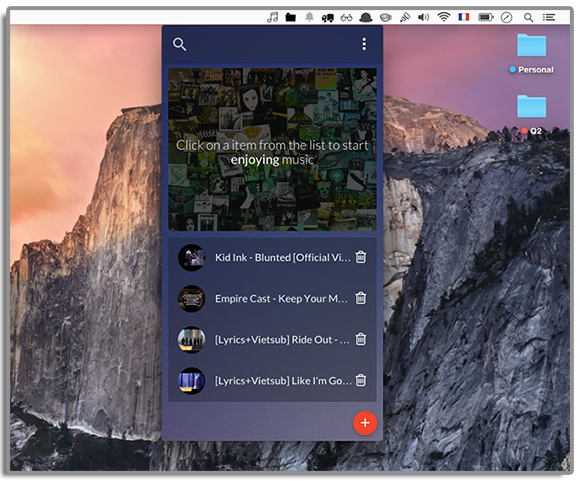 Personal
Q2
Click on a item from the list to start
enjoying music
Kid Ink - Blunted [Official Vi...
Empire Cast - Keep Your M...
[Lyrics+Vietsub] Ride Out - ...
[Lyrics+Vietsub] Like I'm Go...